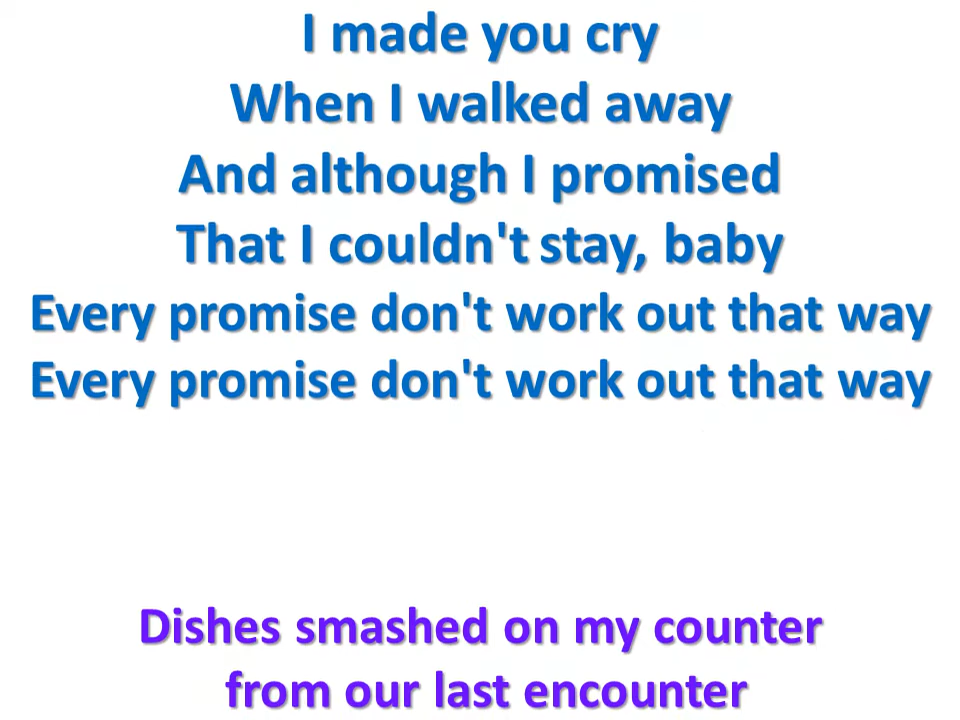 I made you cry
When I walked away
And although I promised
That I couldn't stay, baby
Every promise don't work out that way
Every promise don't work out that way
Dishes smashed on my counter
from our last encounter